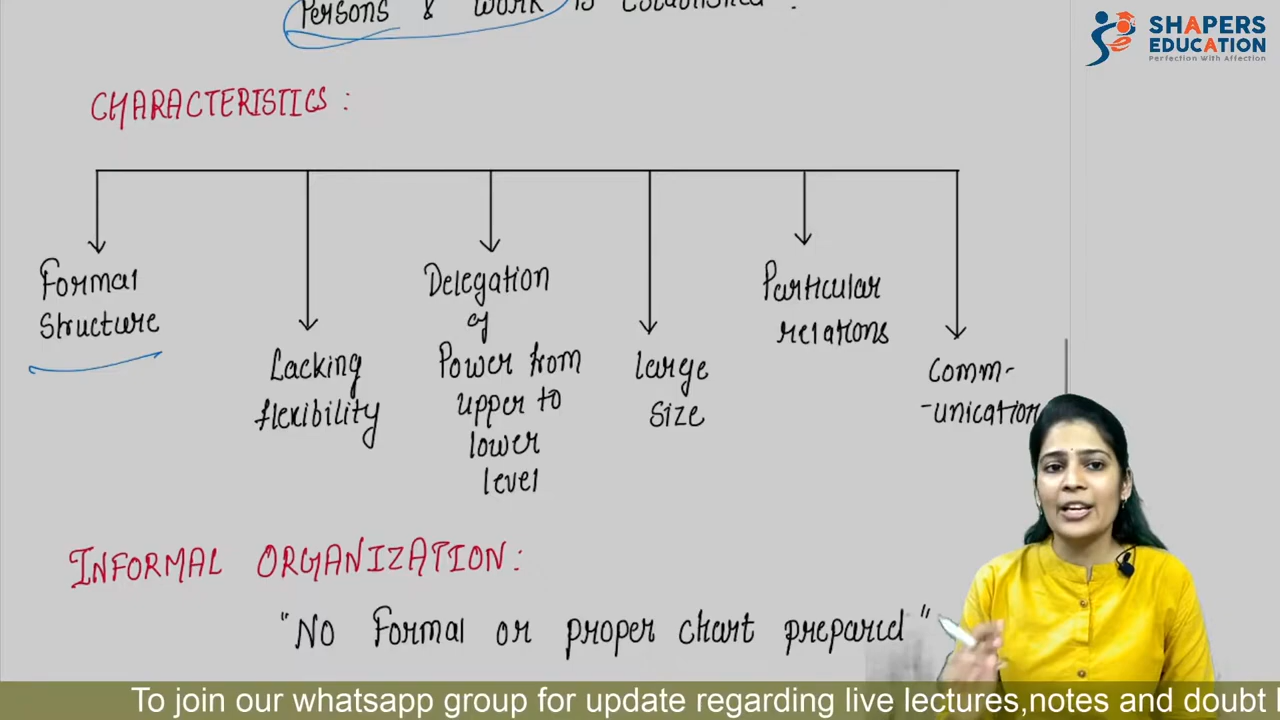 Persons & Work is established.
SHAPERS
EDUCATION
Perfection With Affection
CHARACTERISTICS:
Formal
Structure
Lacking
flexibility
Delegation
of
Power from
upper to
lower
level
large
size
Particular
relations
Comm-
-unication
INFORMAL ORGANIZATION:
"No formal or proper chart prepared"
To join our whatsapp group for update regarding live lectures,notes and doubt